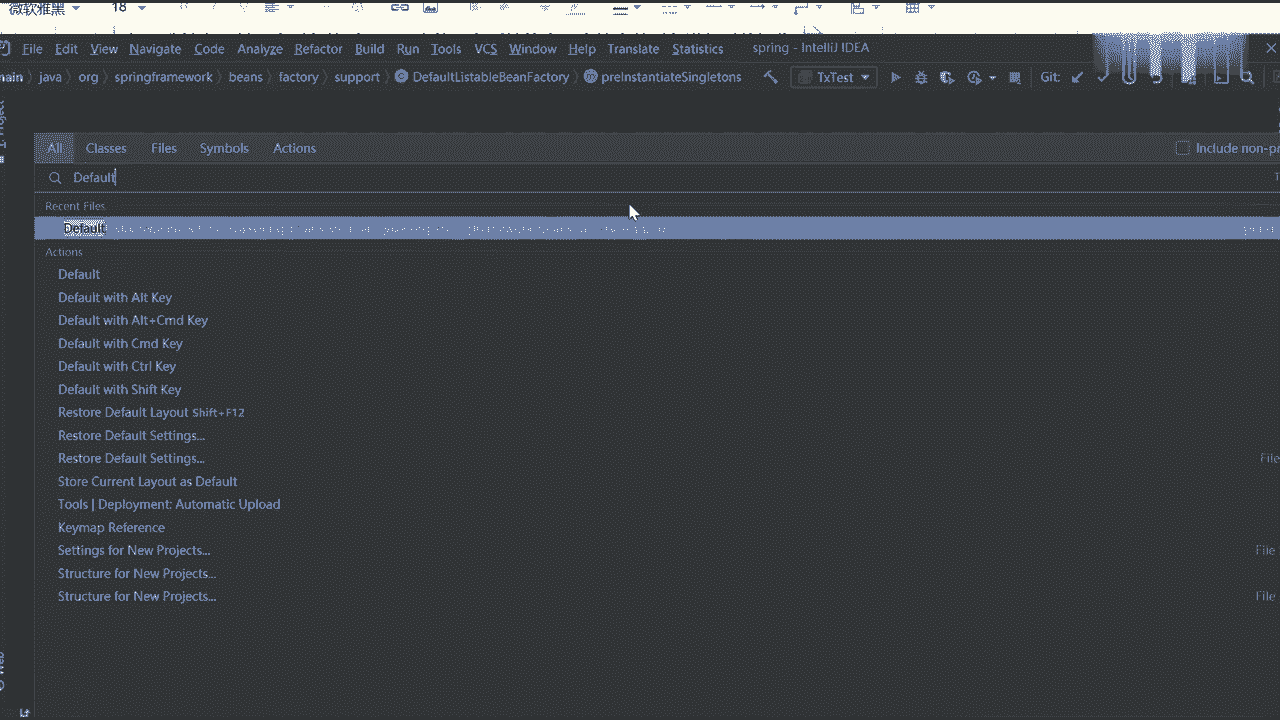 微软雅黑 18
File Edit View Navigate Code Analyze Refactor Build Run Tools VCS Window Help Translate Statistics spring - IntelliJ IDEA
main java org springframework beans factory support DefaultListableBeanFactory preInstantiateSingletons TxTest Git:
All Classes Files Symbols Actions Include non-pr
Default
Recent Files
Default
Actions
Default
Default with Alt Key
Default with Alt+Cmd Key
Default with Cmd Key
Default with Ctrl Key
Default with Shift Key
Restore Default Layout Shift+F12
Restore Default Settings...
Restore Default Settings... File
Store Current Layout as Default
Tools | Deployment: Automatic Upload
Keymap Reference
Settings for New Projects... File
Structure for New Projects...
Structure for New Projects... File